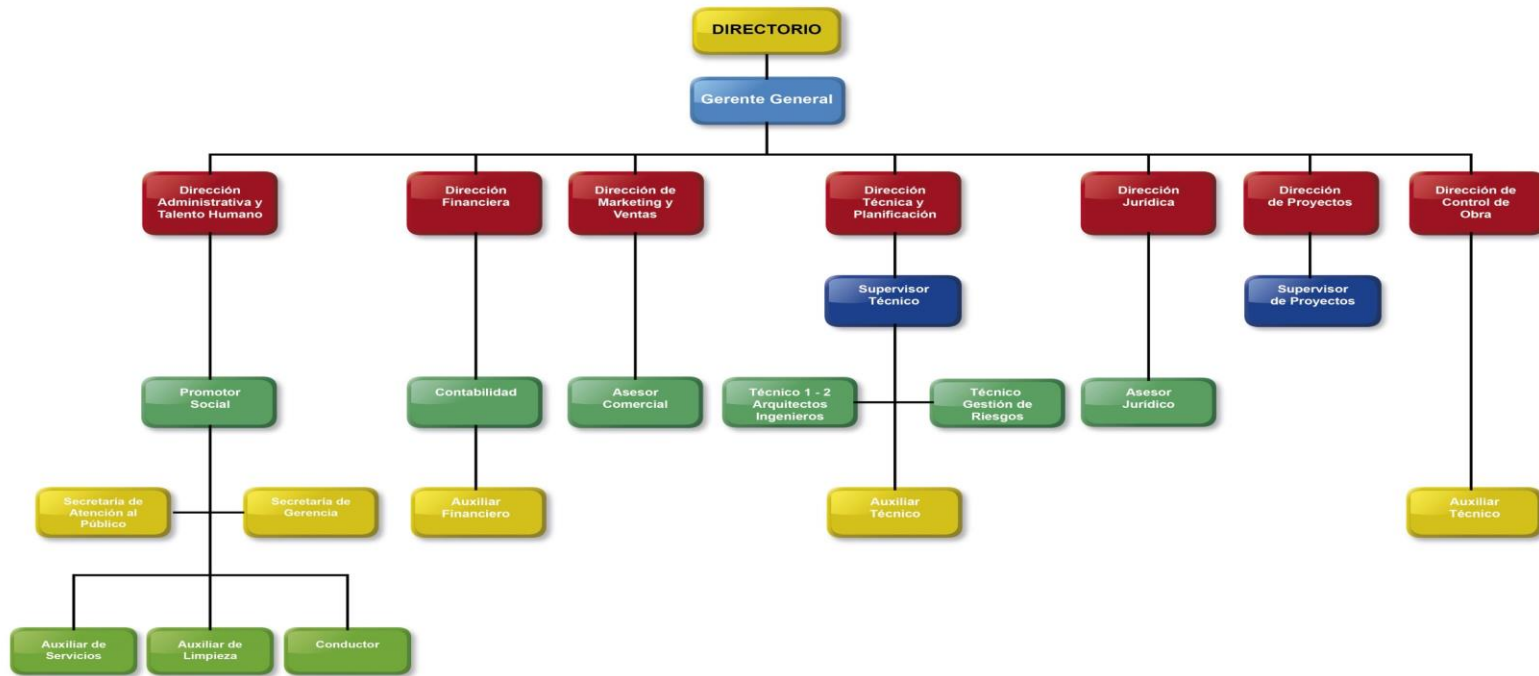 DIRECTORIO
Gerente General
Dirección
Administrativa y
Talento Humano
Dirección
Financiera
Dirección de
Marketing y
Ventas
Dirección
Técnica y
Planificación
Dirección
Jurídica
Dirección
de Proyectos
Dirección de
Control de
Obra
Supervisor
Técnico
Supervisor
de Proyectos
Promotor
Social
Contabilidad
Asesor
Comercial
Técnico 1 - 2
Arquitectos
Ingenieros
Técnico
Gestión de
Riesgos
Asesor
Jurídico
Secretaria de
Atención al
Público
Secretaria de
Gerencia
Auxiliar
Financiero
Auxiliar
Técnico
Auxiliar
Técnico
Auxiliar de
Servicios
Auxiliar de
Limpieza
Conductor